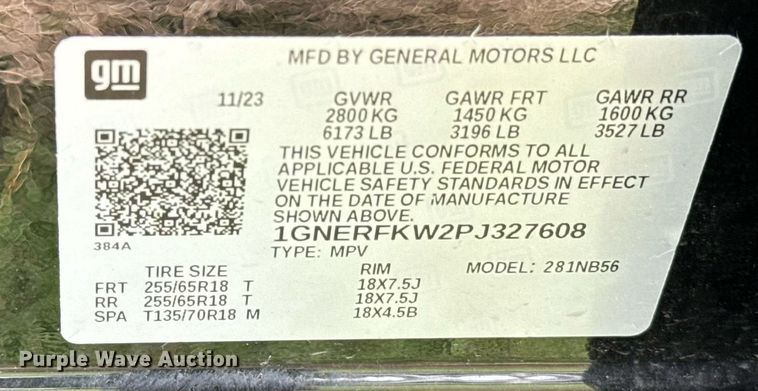 gm
MFD BY GENERAL MOTORS LLC
11/23 GVWR GAWR FRT GAWR RR
2800 KG 1450 KG 1600 KG
6173 LB 3196 LB 3527 LB
THIS VEHICLE CONFORMS TO ALL
APPLICABLE U.S. FEDERAL MOTOR
VEHICLE SAFETY STANDARDS IN EFFECT
ON THE DATE OF MANUFACTURE
SHOWN ABOVE.
384A
1GNERFKW2PJ327608
TYPE: MPV
TIRE SIZE RIM MODEL: 281NB56
FRT 255/65R18 T 18X7.5J
RR 255/65R18 T 18X7.5J
SPA T135/70R18 M 18X4.5B
Purple Wave Auction